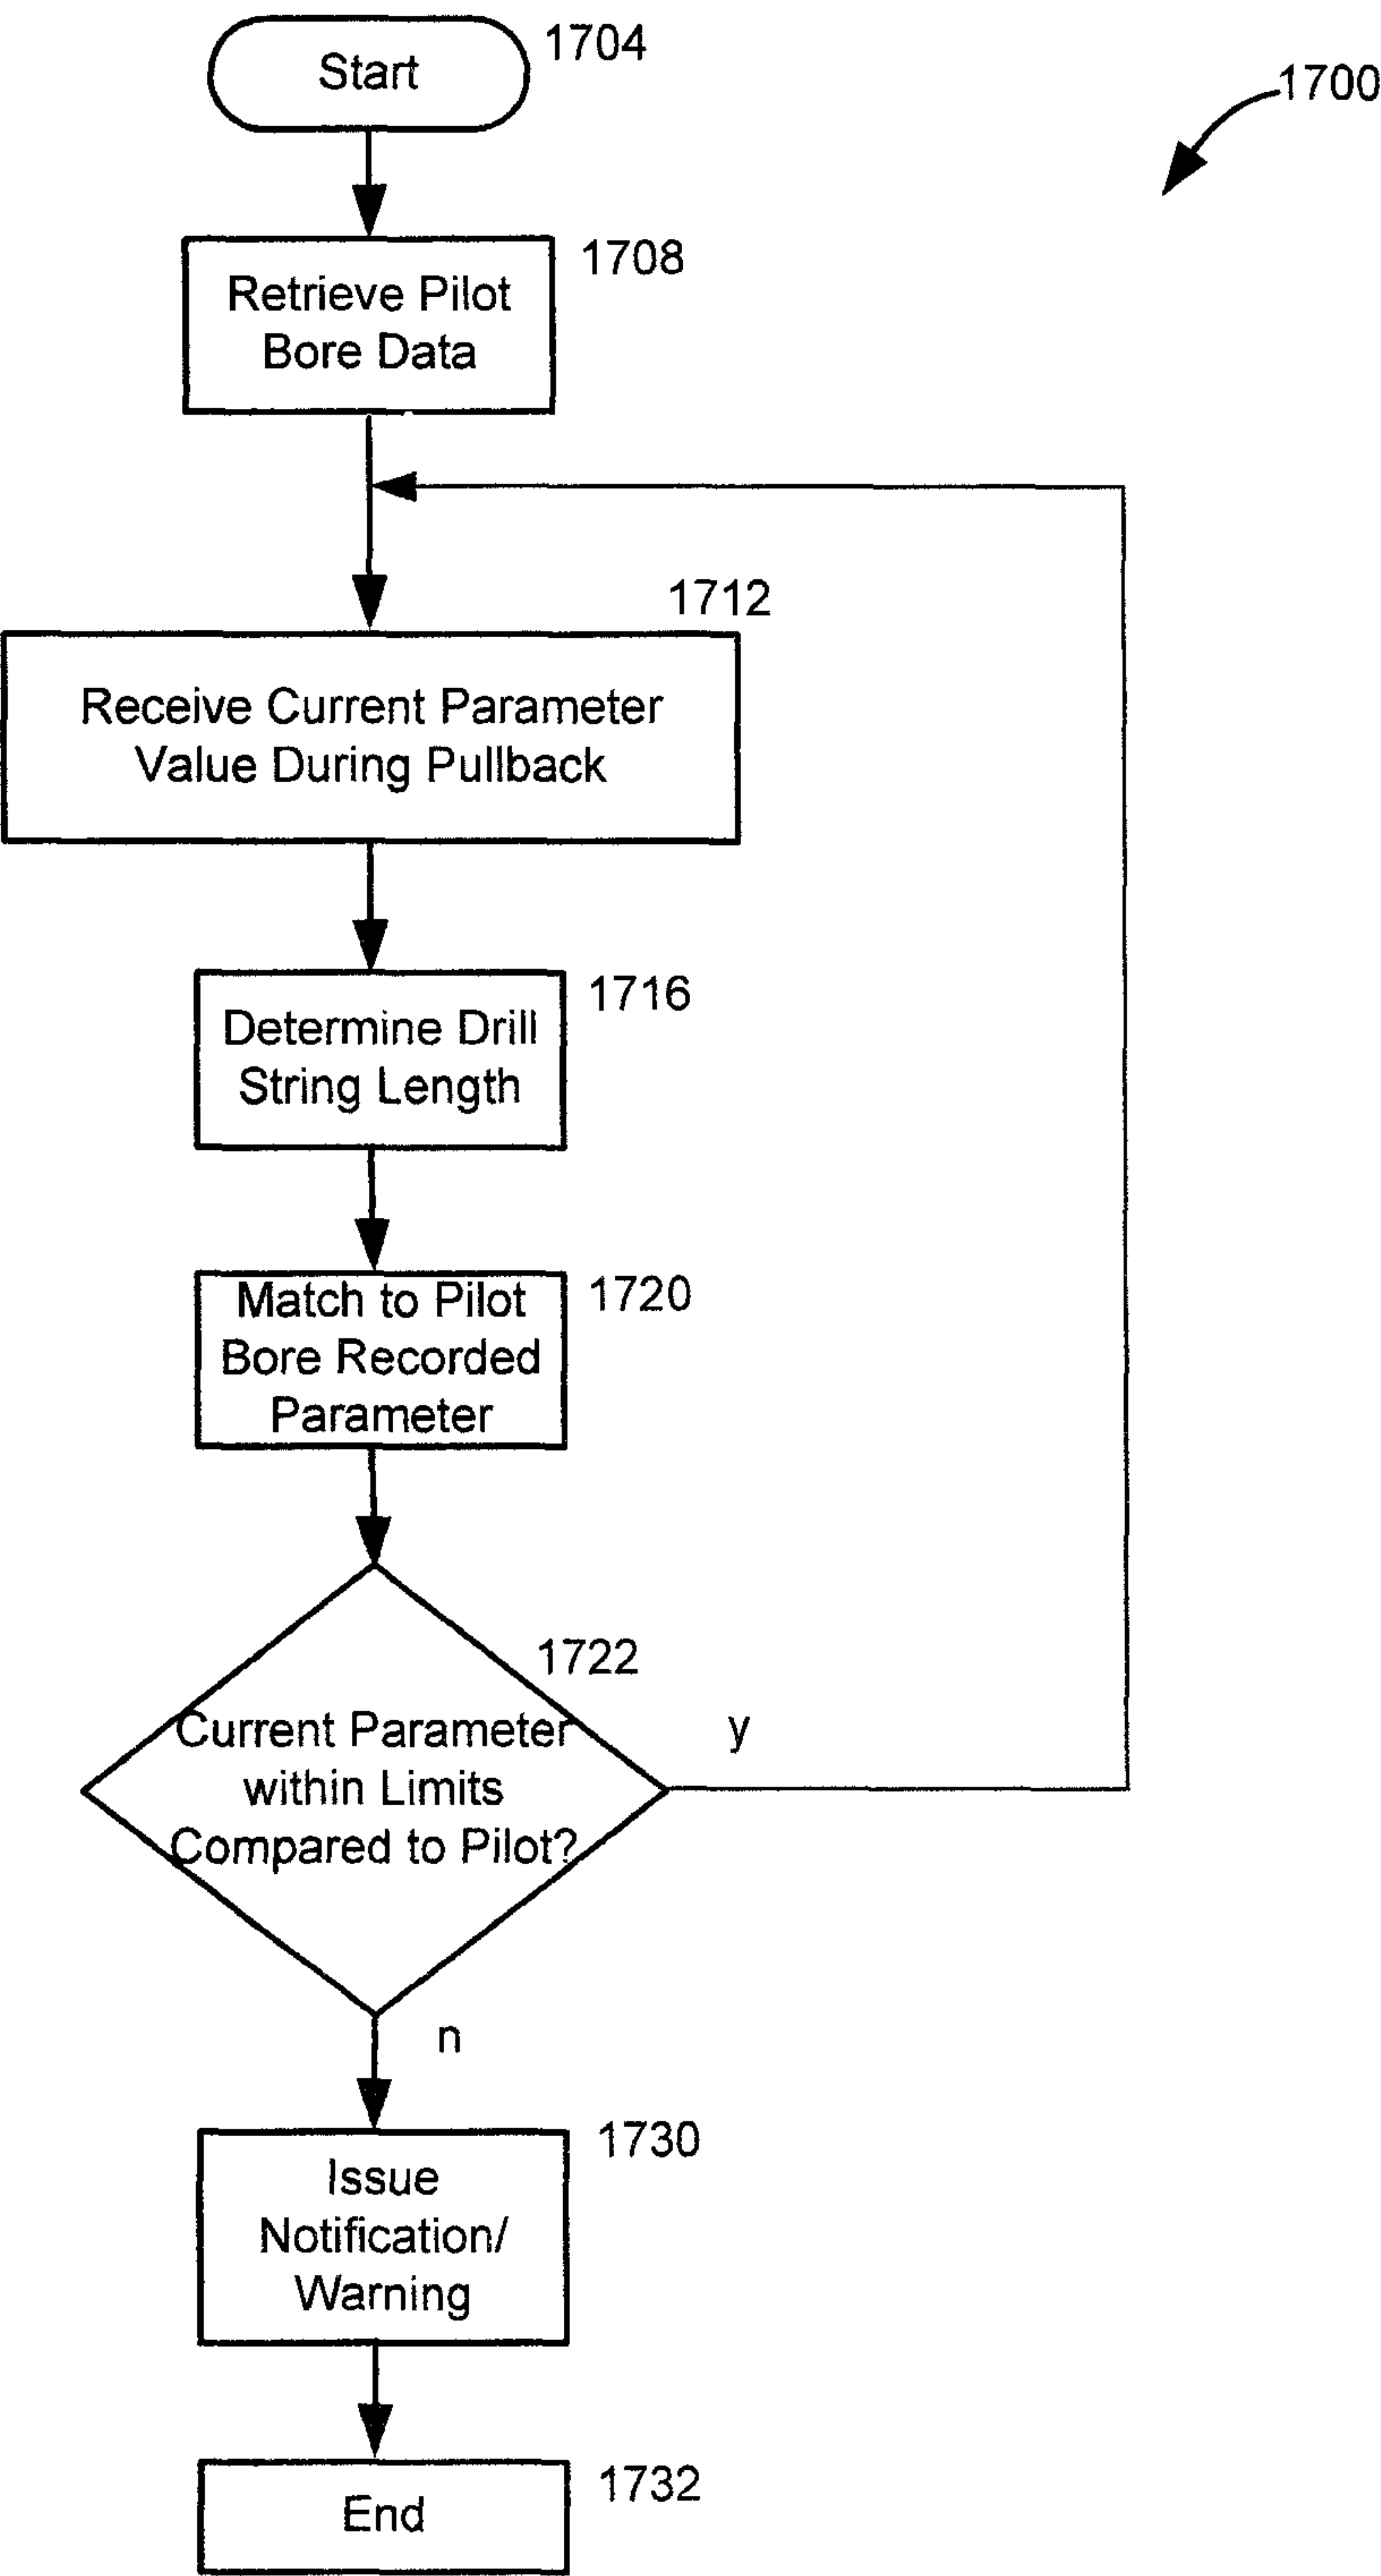 Start
1704
1700
1708
Retrieve Pilot
Bore Data
1712
Receive Current Parameter
Value During Pullback
1716
Determine Drill
String Length
1720
Match to Pilot
Bore Recorded
Parameter
1722
Current Parameter
within Limits
Compared to Pilot?
y
n
1730
Issue
Notification/
Warning
1732
End